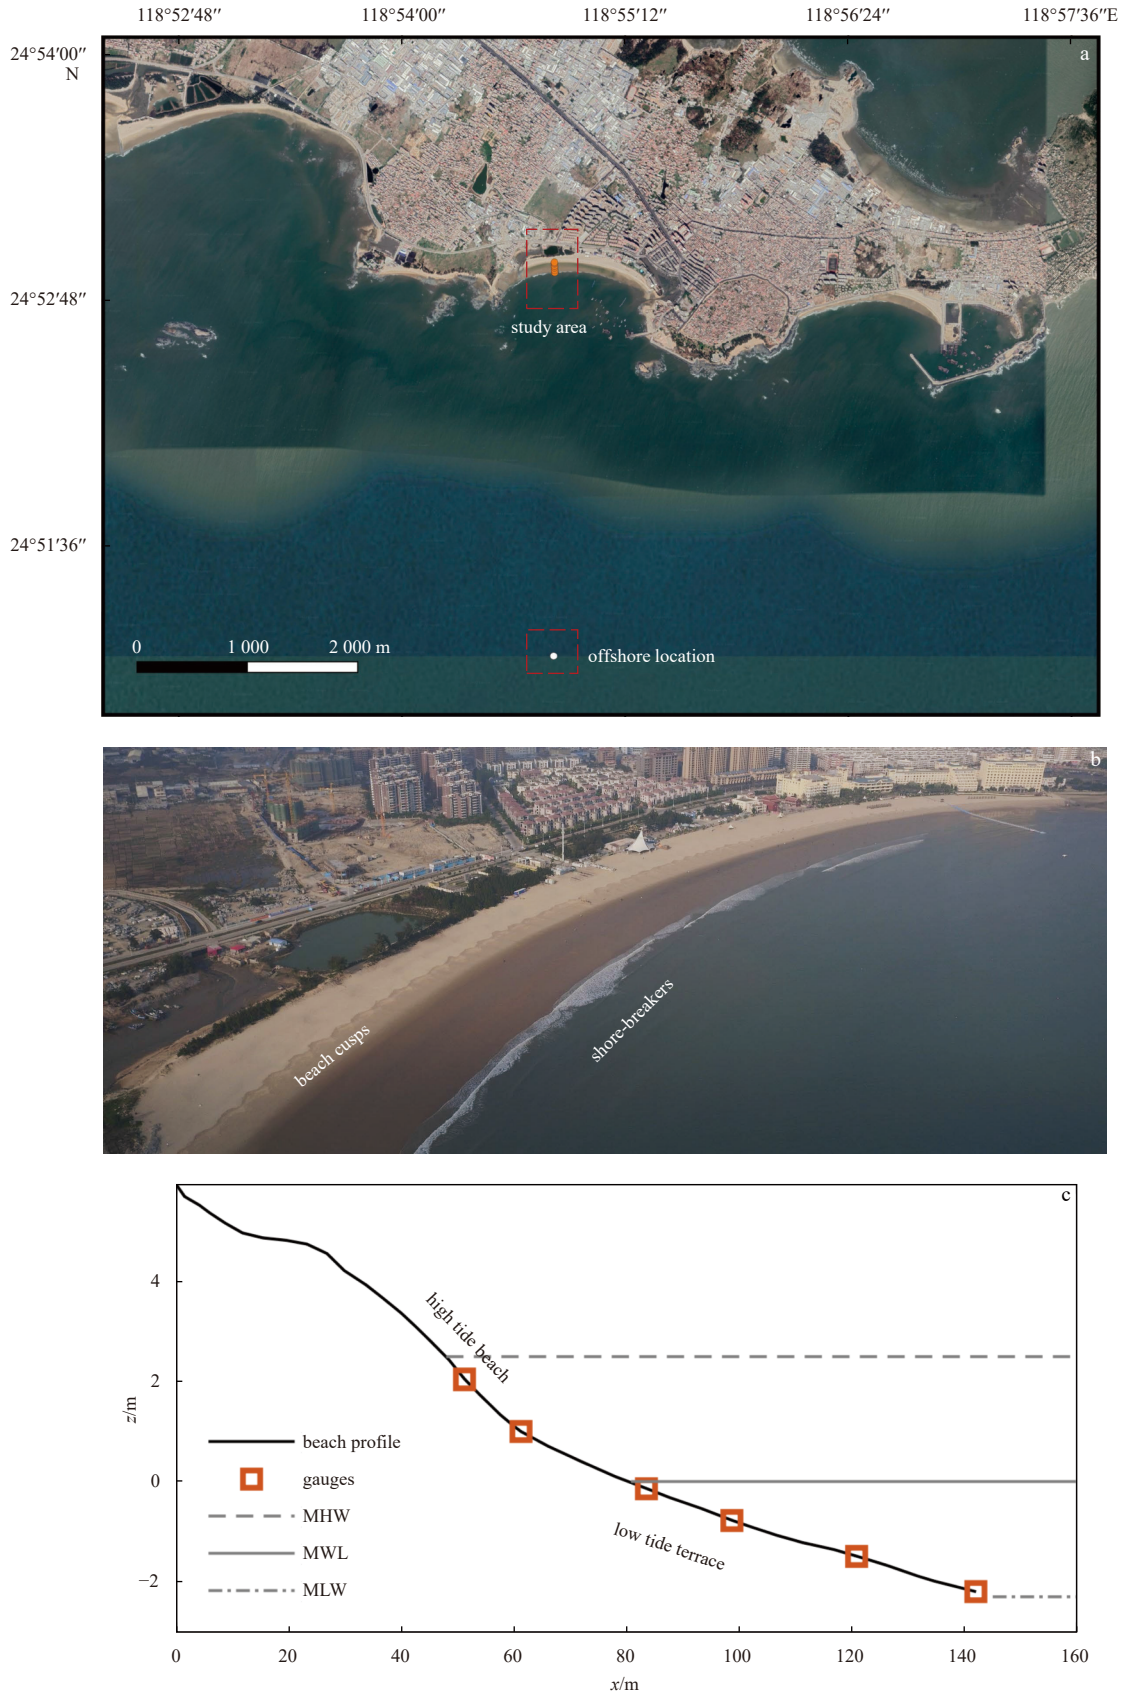 118°52′48″ 118°54′00″ 118°55′12″ 118°56′24″ 118°57′36″E
24°54′00″
N
a
24°52′48″
study area
24°51′36″
0 1 000 2 000 m
offshore location
b
shore-breakers
beach cusps
c
4
high tide beach
2
z/m
beach profile
gauges
0
MHW
low tide terrace
MWL
−2
MLW
0 20 40 60 80 100 120 140 160
x/m